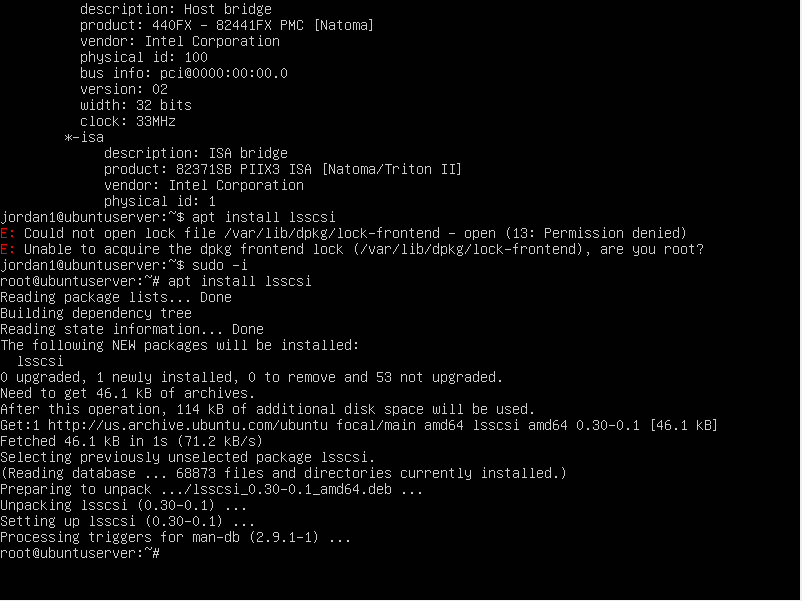 description: Host bridge
product: 440FX - 82441FX PMC [Natoma]
vendor: Intel Corporation
physical id: 100
bus info: pci@0000:00:00.0
version: 02
width: 32 bits
clock: 33MHz
*-isa
description: ISA bridge
product: 82371SB PIIX3 ISA [Natoma/Triton II]
vendor: Intel Corporation
physical id: 1
jordan1@ubuntuserver:~$ apt install lsscsi
E: Could not open lock file /var/lib/dpkg/lock-frontend - open (13: Permission denied)
E: Unable to acquire the dpkg frontend lock (/var/lib/dpkg/lock-frontend), are you root?
jordan1@ubuntuserver:~$ sudo -i
root@ubuntuserver:~# apt install lsscsi
Reading package lists... Done
Building dependency tree
Reading state information... Done
The following NEW packages will be installed:
lsscsi
0 upgraded, 1 newly installed, 0 to remove and 53 not upgraded.
Need to get 46.1 kB of archives.
After this operation, 114 kB of additional disk space will be used.
Get:1 http://us.archive.ubuntu.com/ubuntu focal/main amd64 lsscsi amd64 0.30-0.1 [46.1 kB]
Fetched 46.1 kB in 1s (71.2 kB/s)
Selecting previously unselected package lsscsi.
(Reading database ... 68873 files and directories currently installed.)
Preparing to unpack .../lsscsi_0.30-0.1_amd64.deb ...
Unpacking lsscsi (0.30-0.1) ...
Setting up lsscsi (0.30-0.1) ...
Processing triggers for man-db (2.9.1-1) ...
root@ubuntuserver:~#